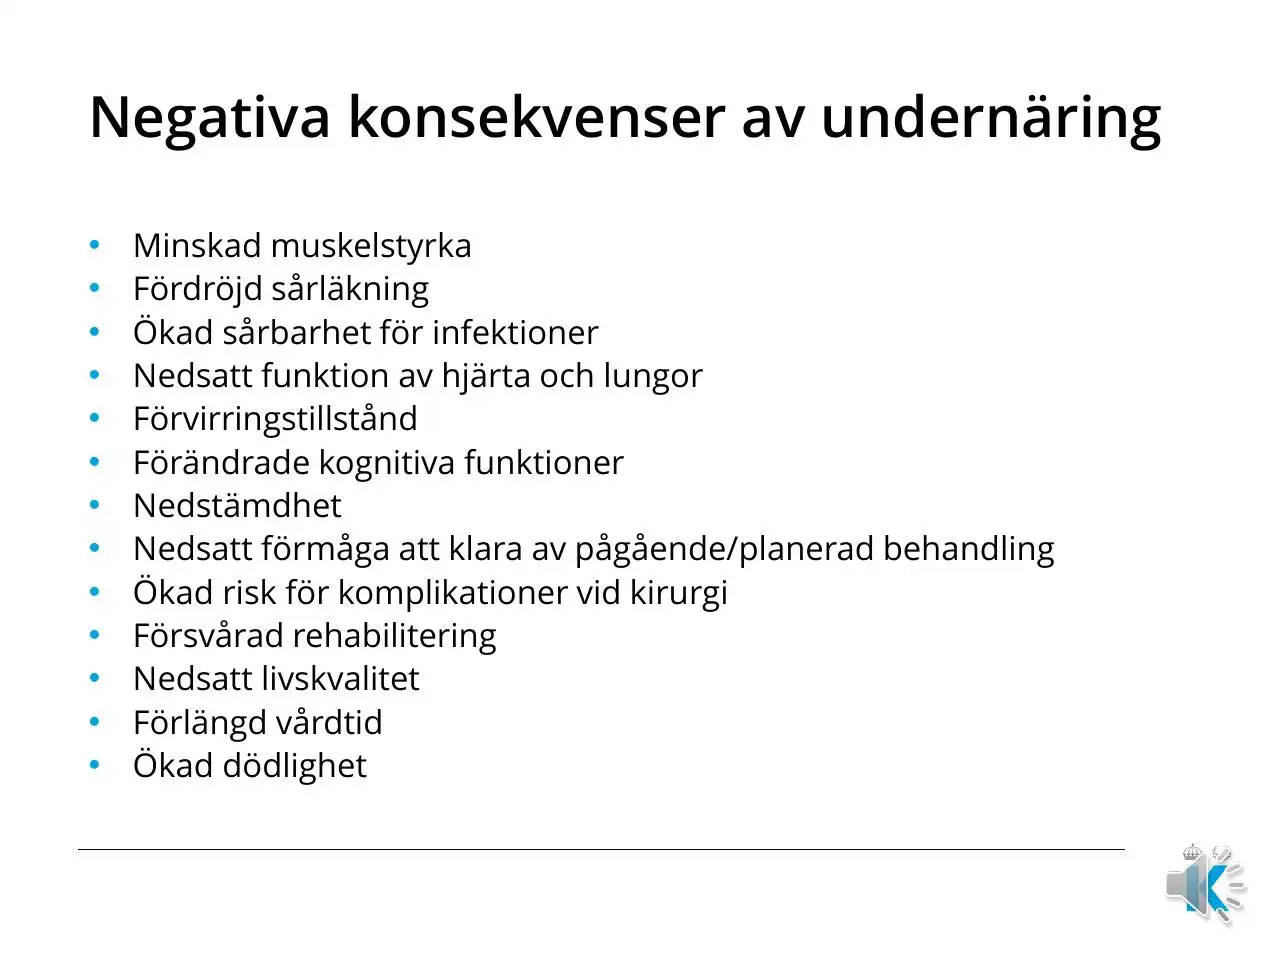 Negativa konsekvenser av undernäring
• Minskad muskelstyrka
• Fördröjd sårläkning
• Ökad sårbarhet för infektioner
• Nedsatt funktion av hjärta och lungor
• Förvirringstillstånd
• Förändrade kognitiva funktioner
• Nedstämdhet
• Nedsatt förmåga att klara av pågående/planerad behandling
• Ökad risk för komplikationer vid kirurgi
• Försvårad rehabilitering
• Nedsatt livskvalitet
• Förlängd vårdtid
• Ökad dödlighet
K